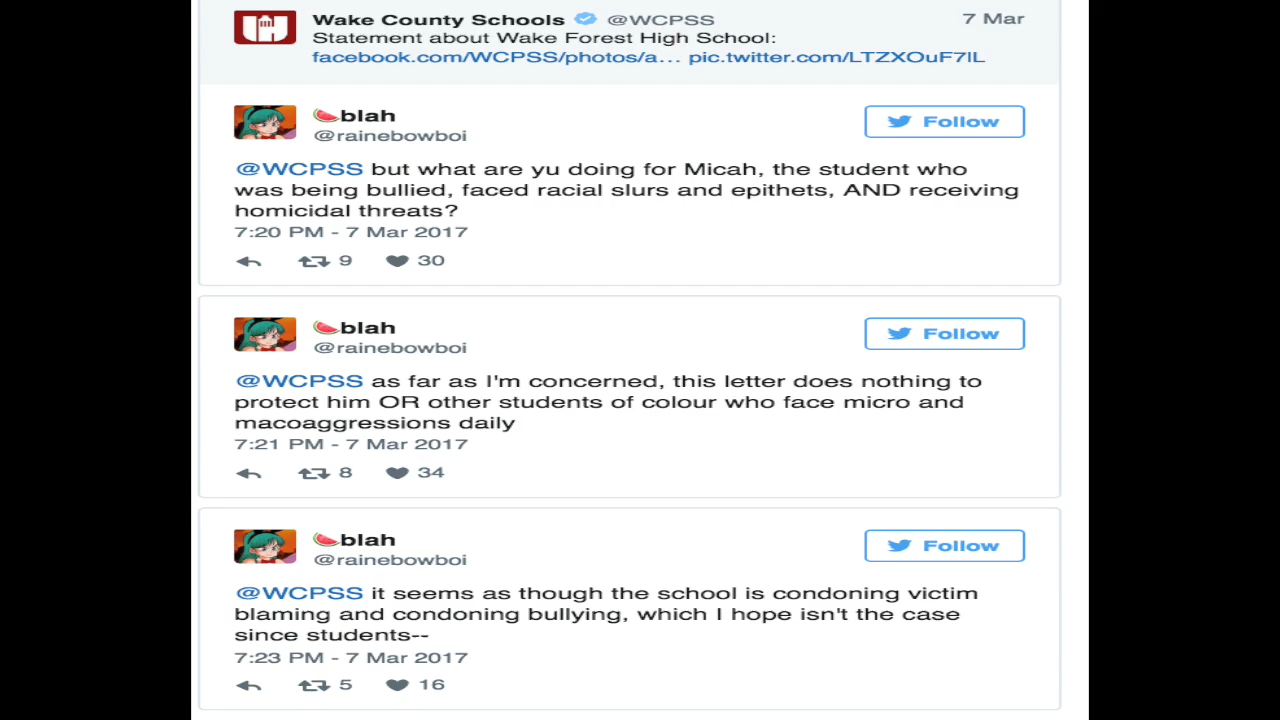 Wake County Schools @WCPSS 7 Mar
Statement about Wake Forest High School:
facebook.com/WCPSS/photos/a… pic.twitter.com/LTZXOuF7lL
🍉blah
@rainebowboi
Follow
@WCPSS but what are yu doing for Micah, the student who
was being bullied, faced racial slurs and epithets, AND receiving
homicidal threats?
7:20 PM - 7 Mar 2017
9 30
🍉blah
@rainebowboi
Follow
@WCPSS as far as I'm concerned, this letter does nothing to
protect him OR other students of colour who face micro and
macoaggressions daily
7:21 PM - 7 Mar 2017
8 34
🍉blah
@rainebowboi
Follow
@WCPSS it seems as though the school is condoning victim
blaming and condoning bullying, which I hope isn't the case
since students--
7:23 PM - 7 Mar 2017
5 16